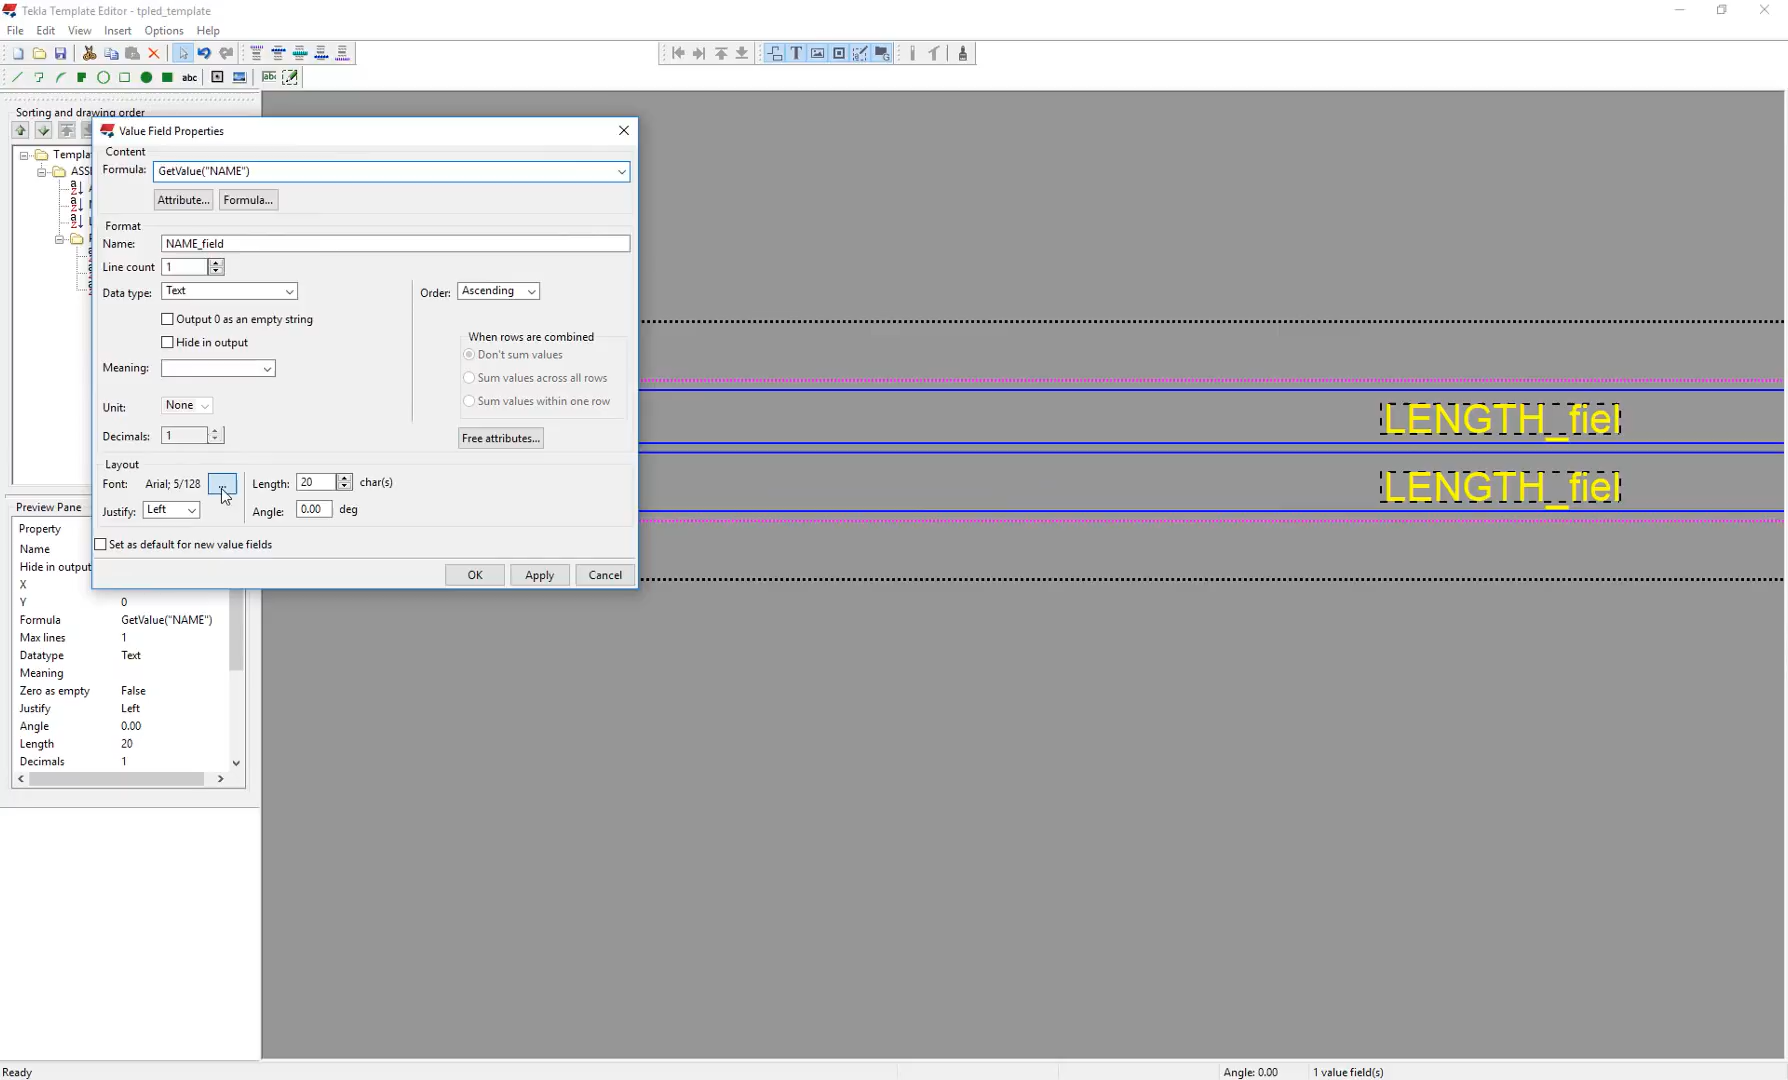 Tekla Template Editor - tpled_template
File Edit View Insert Options Help
abc abc
Sorting and drawing order
Templa
ASS
Value Field Properties
Content
Formula: GetValue("NAME")
Attribute... Formula...
Format
Name: NAME_field
Line count 1
Data type: Text
Order: Ascending
Output 0 as an empty string
Hide in output
When rows are combined
Don't sum values
Sum values across all rows
Sum values within one row
Meaning:
Unit: None
Decimals: 1
Free attributes...
Layout
Font: Arial; 5/128 ...
Length: 20 char(s)
Justify: Left
Angle: 0.00 deg
Set as default for new value fields
OK Apply Cancel
LENGTH_fiel
LENGTH_fiel
Preview Pane
Property
Name
Hide in output
X
Y 0
Formula GetValue("NAME")
Max lines 1
Datatype Text
Meaning
Zero as empty False
Justify Left
Angle 0.00
Length 20
Decimals 1
Ready
Angle: 0.00 1 value field(s)